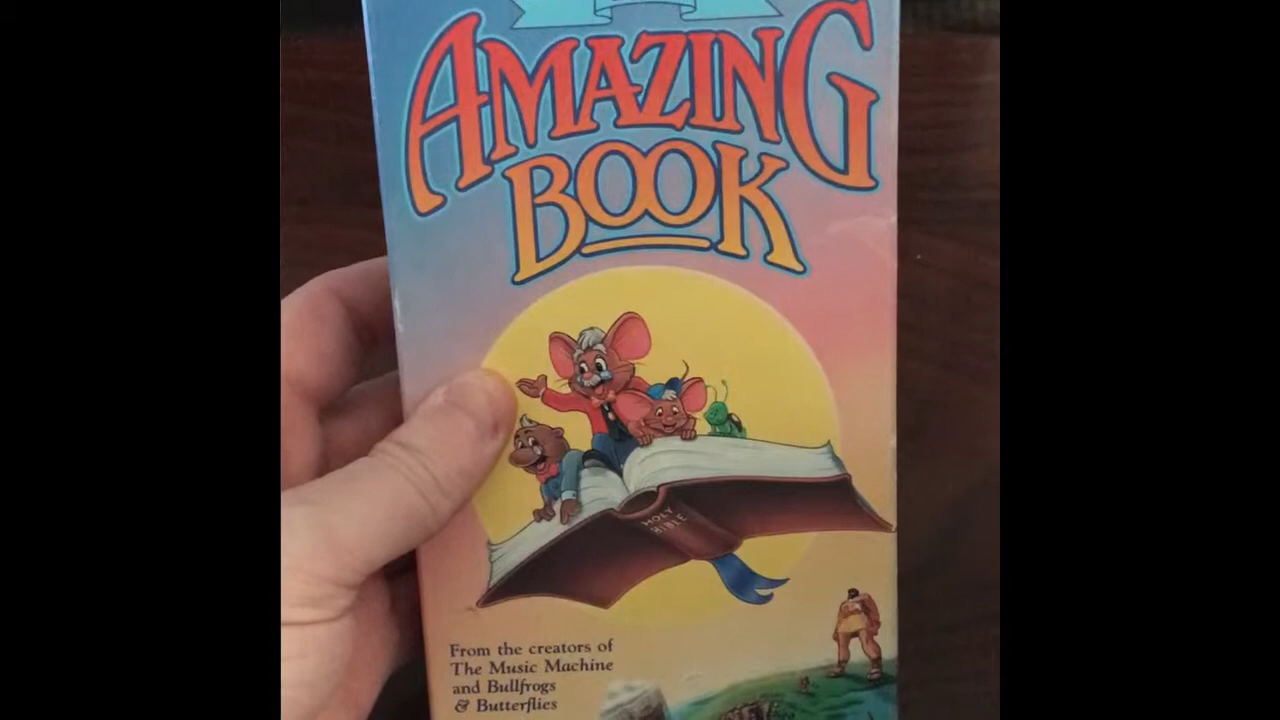 AMAZING
BOOK
HOLY
BIBLE
From the creators of
The Music Machine
and Bullfrogs
& Butterflies